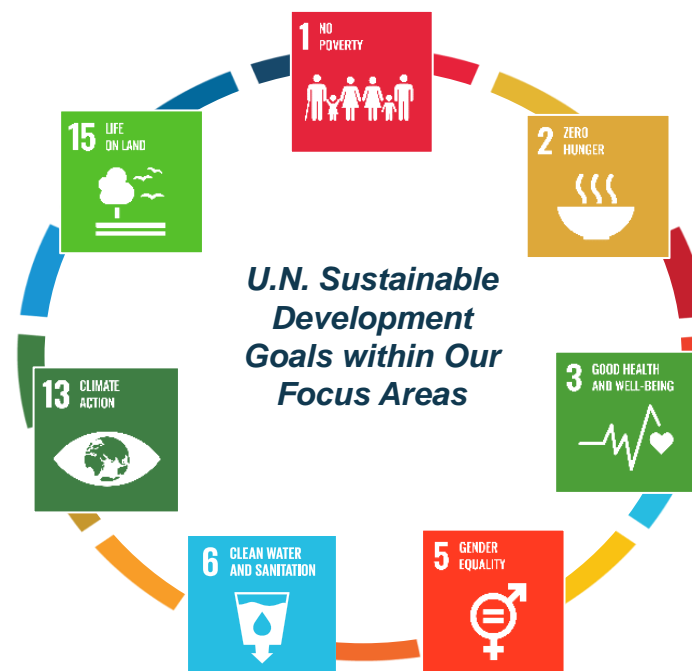 1 NO
POVERTY
2 ZERO
HUNGER
3 GOOD HEALTH
AND WELL-BEING
5 GENDER
EQUALITY
6 CLEAN WATER
AND SANITATION
13 CLIMATE
ACTION
15 LIFE
ON LAND
U.N. Sustainable
Development
Goals within Our
Focus Areas